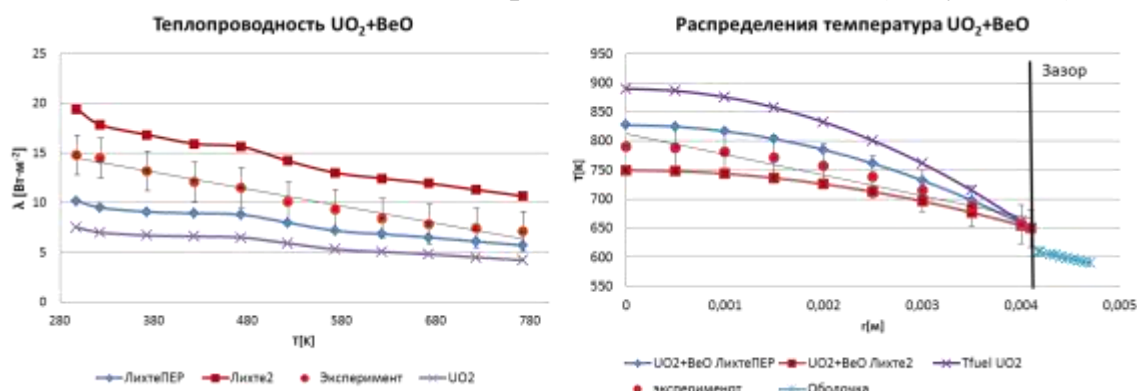 Теплопроводность UO2+BeO
25
20
15
10
5
0
λ [Вт·м⁻²]
280
380
480
580
680
780
T[K]
ЛихтеПЕР
Лихте2
Эксперимент
UO2
Распределения температура UO2+BeO
950
900
850
800
750
700
650
600
550
T[K]
Зазор
0
0,001
0,002
0,003
0,004
0,005
r[м]
UO2+BeO ЛихтеПЕР
UO2+BeO Лихте2
Tfuel UO2
эксперименят
Оболочка